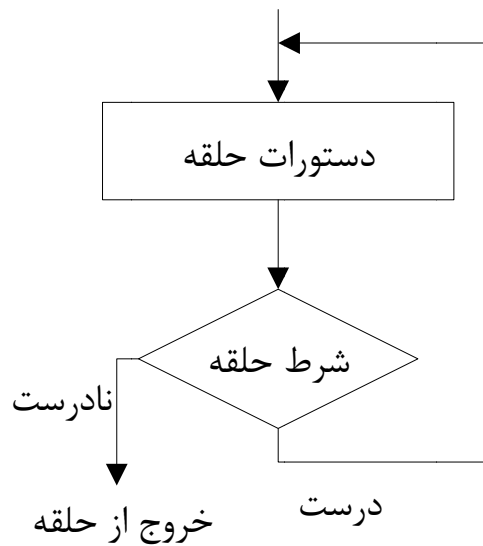 دستورات حلقه
شرط حلقه
نادرست
درست
خروج از حلقه